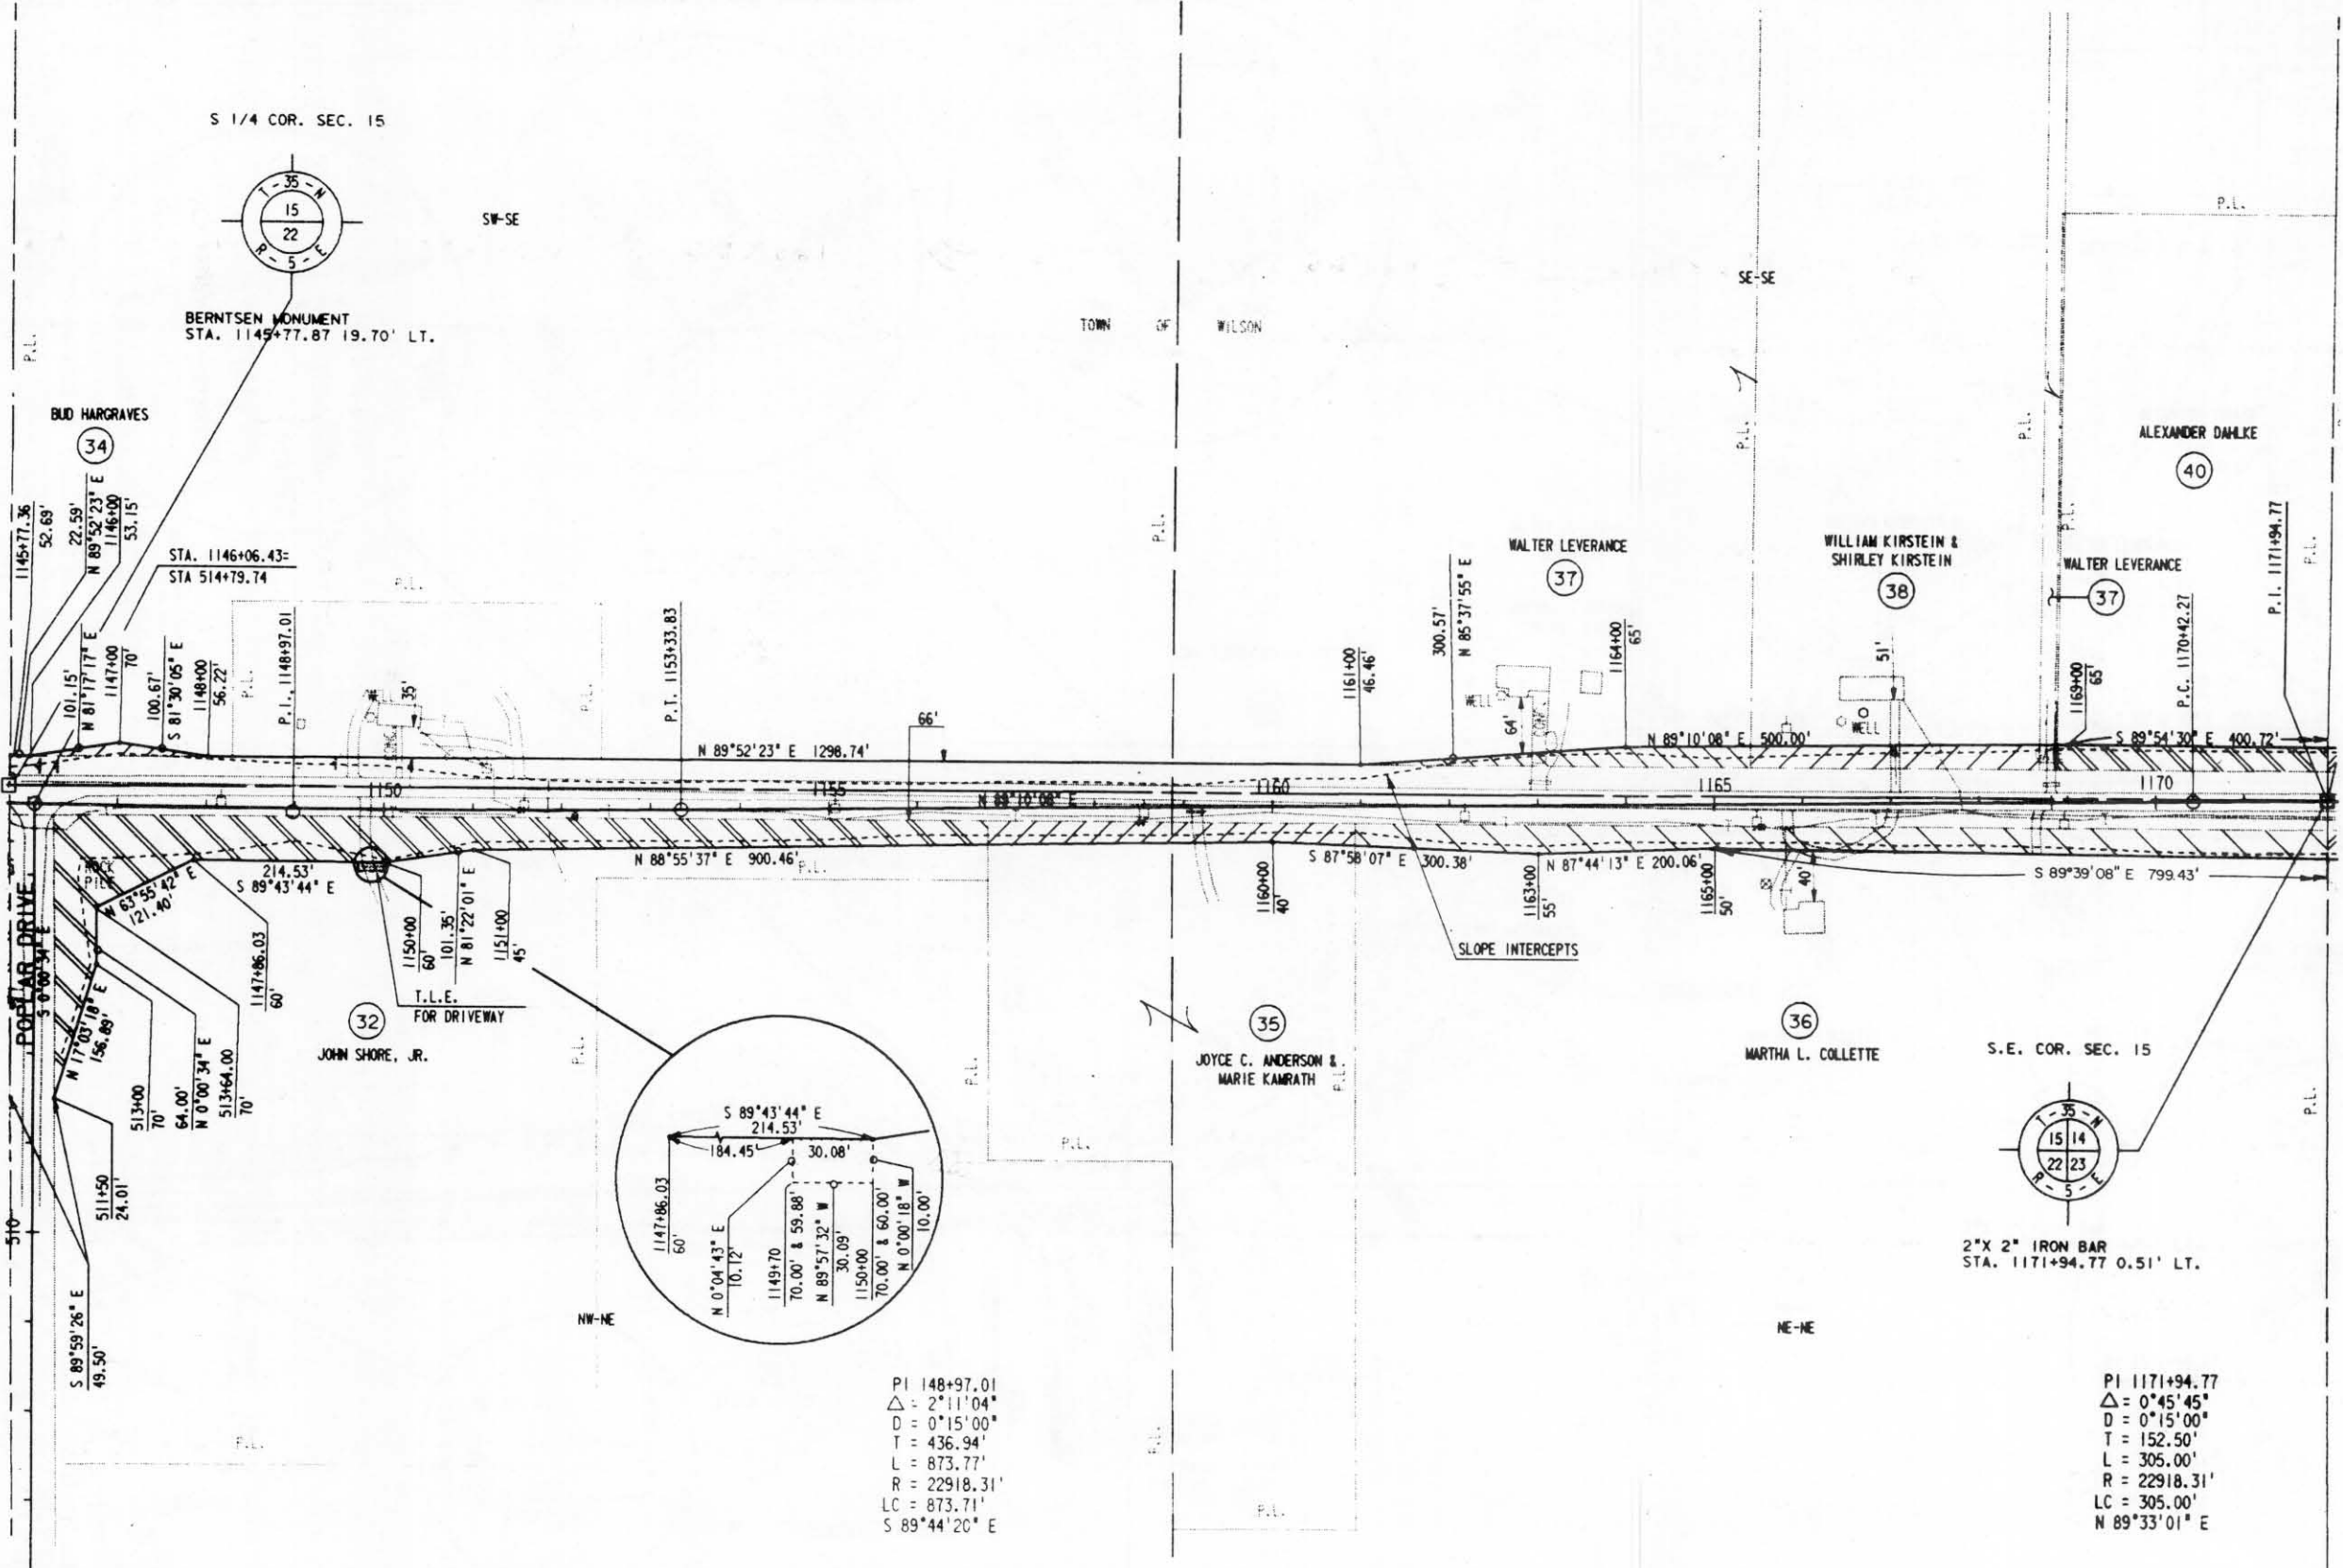 S 1/4 COR. SEC. 15
T-35-N
15
22
R-5-E
BERNTSEN MONUMENT
STA. 1145+77.87 19.70' LT.
SW-SE
TOWN OF WILSON
SE-SE
P.L.
P.L.
P.L.
P.L.
BUD HARGRAVES
34
ALEXANDER DAHLKE
40
1145+77.36
52.69'
22.59'
N 89°52'23" E
1146+00
53.15'
STA. 1146+06.43=
STA 514+79.74
101.15'
N 81°17'17" E
1147+00
70'
100.67'
S 81°30'05" E
1148+00
56.22'
P.L.
P.L.
P.L.
P.I. 1148+97.01
WELL
35'
CONC.
P.T. 1153+33.83
66'
P.L.
1161+00
46.46'
300.57'
N 85°37'55" E
WALTER LEVERANCE
37
WELL
64'
CONC.
1164+00
65'
WILLIAM KIRSTEIN &
SHIRLEY KIRSTEIN
38
51'
WELL
WALTER LEVERANCE
37
P.L.
1169+00
65'
P.C. 1170+42.27
P.I. 1171+94.77
P.L.
N 89°52'23" E 1298.74'
N 89°10'08" E 500.00'
S 89°54'30" E 400.72'
1150
1155
N 89°10'08" E
1160
1165
1170
ROCK
PILE
N 63°55'42" E
121.40'
214.53'
S 89°43'44" E
N 88°55'37" E 900.46'
P.L.
S 87°58'07" E 300.38'
N 87°44'13" E 200.06'
S 89°39'08" E 799.43'
1150+00
60'
101.35'
N 81°22'01" E
1151+00
45'
1160+00
40'
1163+00
55'
1165+00
50'
40'
SLOPE INTERCEPTS
POPLAR DRIVE
S 0°00'34" E
N 17°03'18" E
156.89'
1147+86.03
60'
T.L.E.
FOR DRIVEWAY
32
JOHN SHORE, JR.
35
JOYCE C. ANDERSON &
MARIE KAMRATH
36
MARTHA L. COLLETTE
513+00
70'
64.00'
N 0°00'34" E
513+64.00
70'
511+50
24.01'
510
S 89°59'26" E
49.50'
P.L.
P.L.
P.L.
P.L.
P.L.
S 89°43'44" E
214.53'
184.45'
30.08'
1147+86.03
60'
N 0°04'43" E
10.12'
1149+70
70.00' & 59.88'
N 89°57'32" W
30.09'
1150+00
70.00' & 60.00'
N 0°00'18" W
10.00'
S.E. COR. SEC. 15
T-35-N
15 14
22 23
R-5-E
2"X 2" IRON BAR
STA. 1171+94.77 0.51' LT.
NW-NE
NE-NE
P.L.
P.L.
P.L.
PI 148+97.01
△ = 2°11'04"
D = 0°15'00"
T = 436.94'
L = 873.77'
R = 22918.31'
LC = 873.71'
S 89°44'20" E
PI 1171+94.77
△ = 0°45'45"
D = 0°15'00"
T = 152.50'
L = 305.00'
R = 22918.31'
LC = 305.00'
N 89°33'01" E